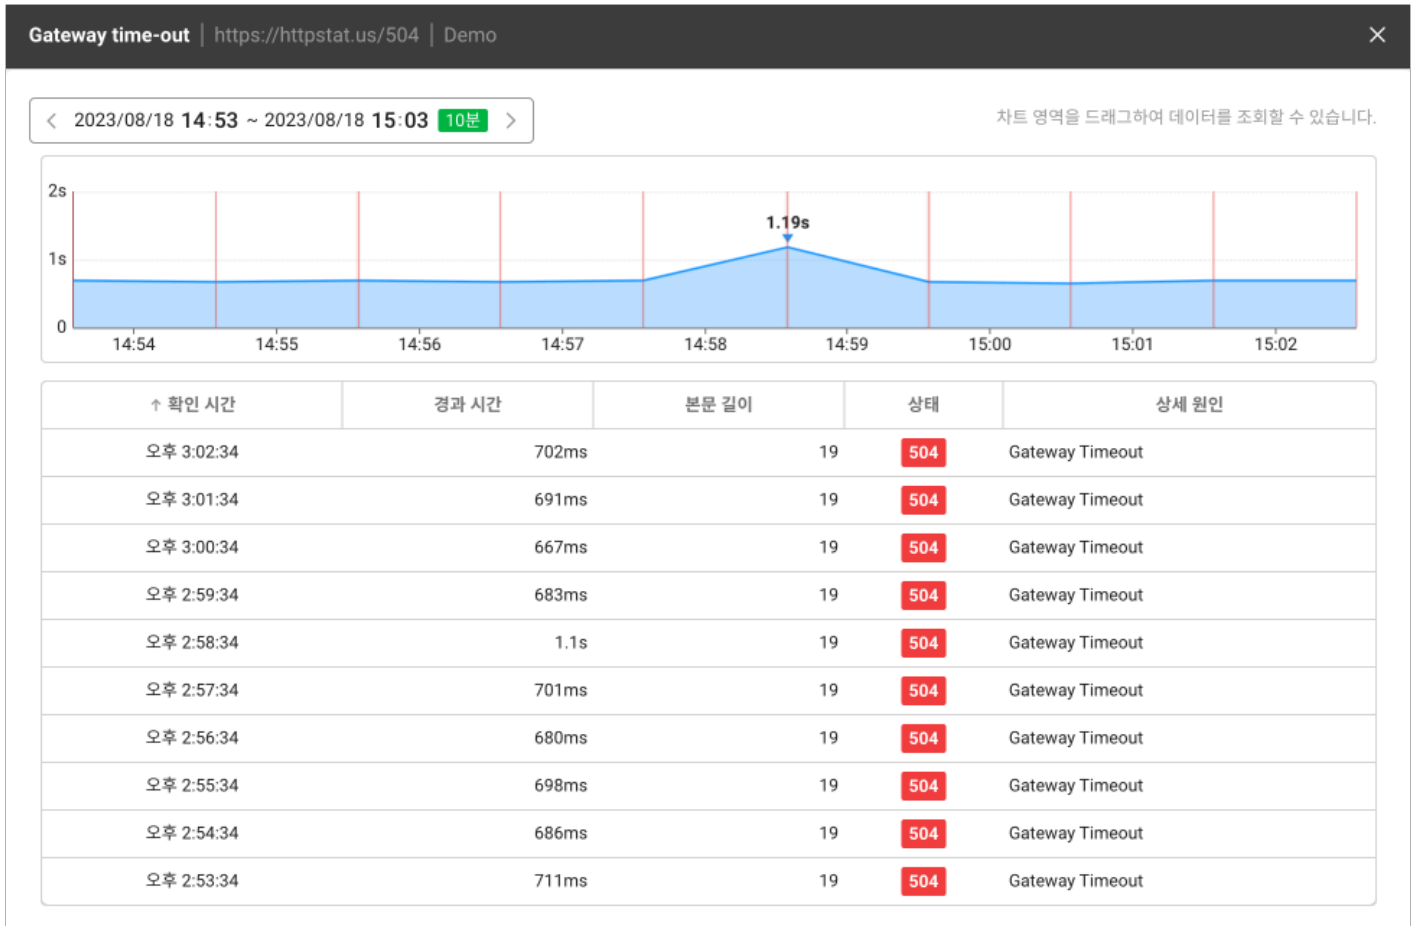 Gateway time-out | https://httpstat.us/504 | Demo
2023/08/18 14:53 ~ 2023/08/18 15:03 10분
차트 영역을 드래그하여 데이터를 조회할 수 있습니다.
2s
1.19s
1s
0
14:54 14:55 14:56 14:57 14:58 14:59 15:00 15:01 15:02
↑ 확인 시간 경과 시간 본문 길이 상태 상세 원인
오후 3:02:34 702ms 19 504 Gateway Timeout
오후 3:01:34 691ms 19 504 Gateway Timeout
오후 3:00:34 667ms 19 504 Gateway Timeout
오후 2:59:34 683ms 19 504 Gateway Timeout
오후 2:58:34 1.1s 19 504 Gateway Timeout
오후 2:57:34 701ms 19 504 Gateway Timeout
오후 2:56:34 680ms 19 504 Gateway Timeout
오후 2:55:34 698ms 19 504 Gateway Timeout
오후 2:54:34 686ms 19 504 Gateway Timeout
오후 2:53:34 711ms 19 504 Gateway Timeout